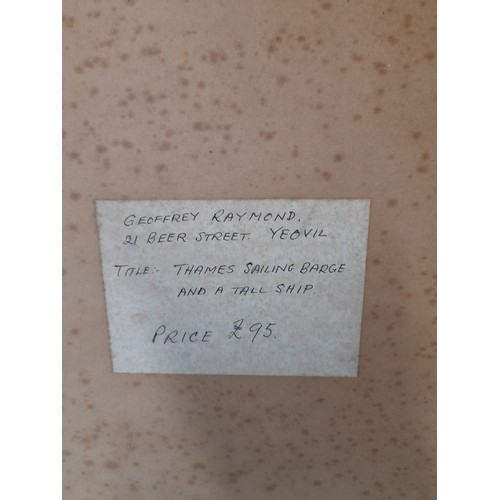 GEOFFREY RAYMOND.
21 BEER STREET. YEOVIL
TITLE:- THAMES SAILING BARGE
AND A TALL SHIP.
PRICE £95.